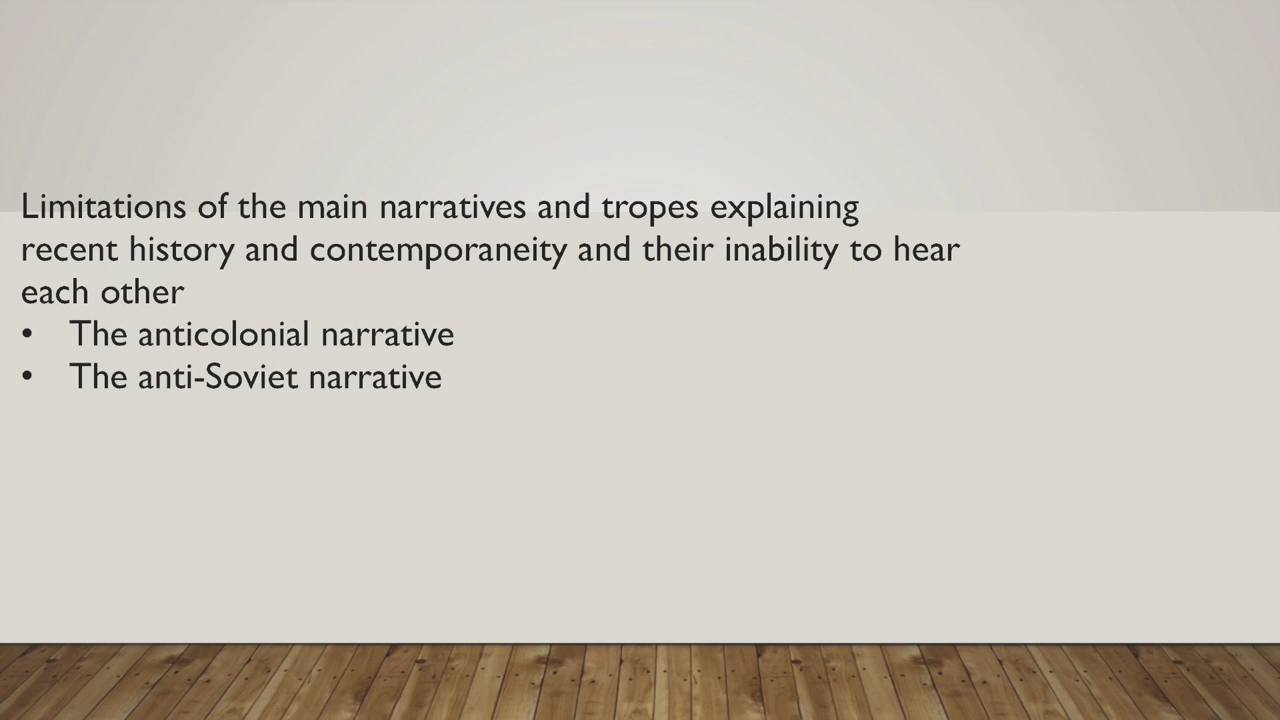 Limitations of the main narratives and tropes explaining
recent history and contemporaneity and their inability to hear
each other
• The anticolonial narrative
• The anti-Soviet narrative